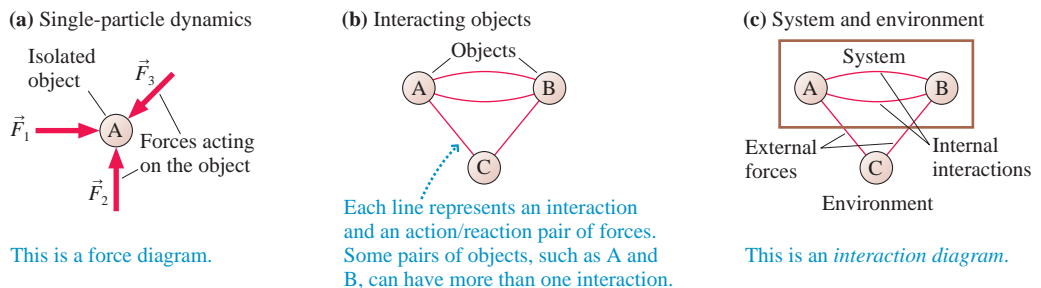 (a) Single-particle dynamics
Isolated
object
F⃗3
F⃗1
A
Forces acting
on the object
F⃗2
This is a force diagram.
(b) Interacting objects
Objects
A
B
C
Each line represents an interaction
and an action/reaction pair of forces.
Some pairs of objects, such as A and
B, can have more than one interaction.
(c) System and environment
System
A
B
External
forces
Internal
interactions
C
Environment
This is an interaction diagram.